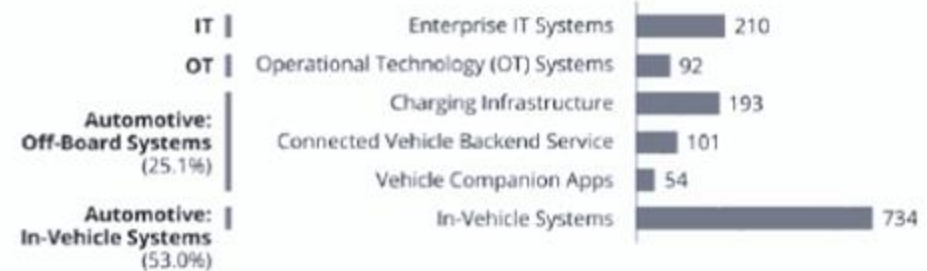 IT
Enterprise IT Systems 210
OT
Operational Technology (OT) Systems 92
Automotive:
Off-Board Systems
(25.1%)
Charging Infrastructure 193
Connected Vehicle Backend Service 101
Vehicle Companion Apps 54
Automotive:
In-Vehicle Systems
(53.0%)
In-Vehicle Systems 734